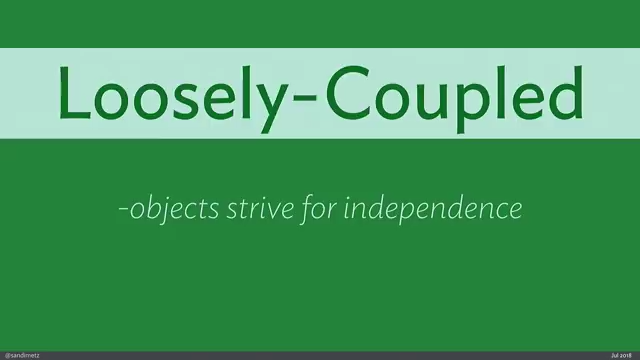 Loosely-Coupled
-objects strive for independence
@sandimetz
Jul 2018